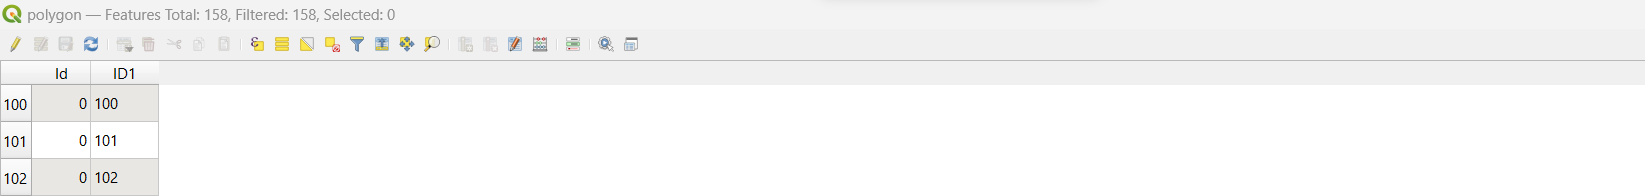 polygon — Features Total: 158, Filtered: 158, Selected: 0
Id ID1
100 0 100
101 0 101
102 0 102